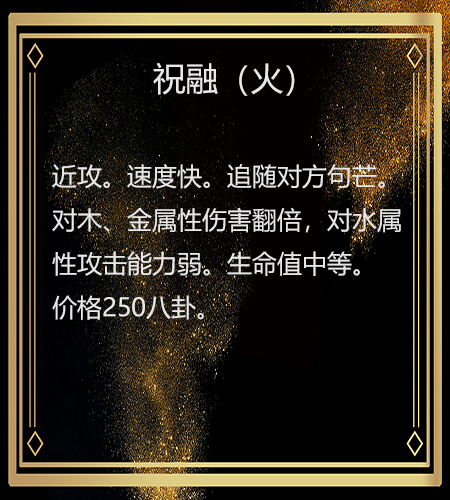 祝融（火）
近攻。速度快。追随对方句芒。
对木、金属性伤害翻倍，对水属
性攻击能力弱。生命值中等。
价格250八卦。